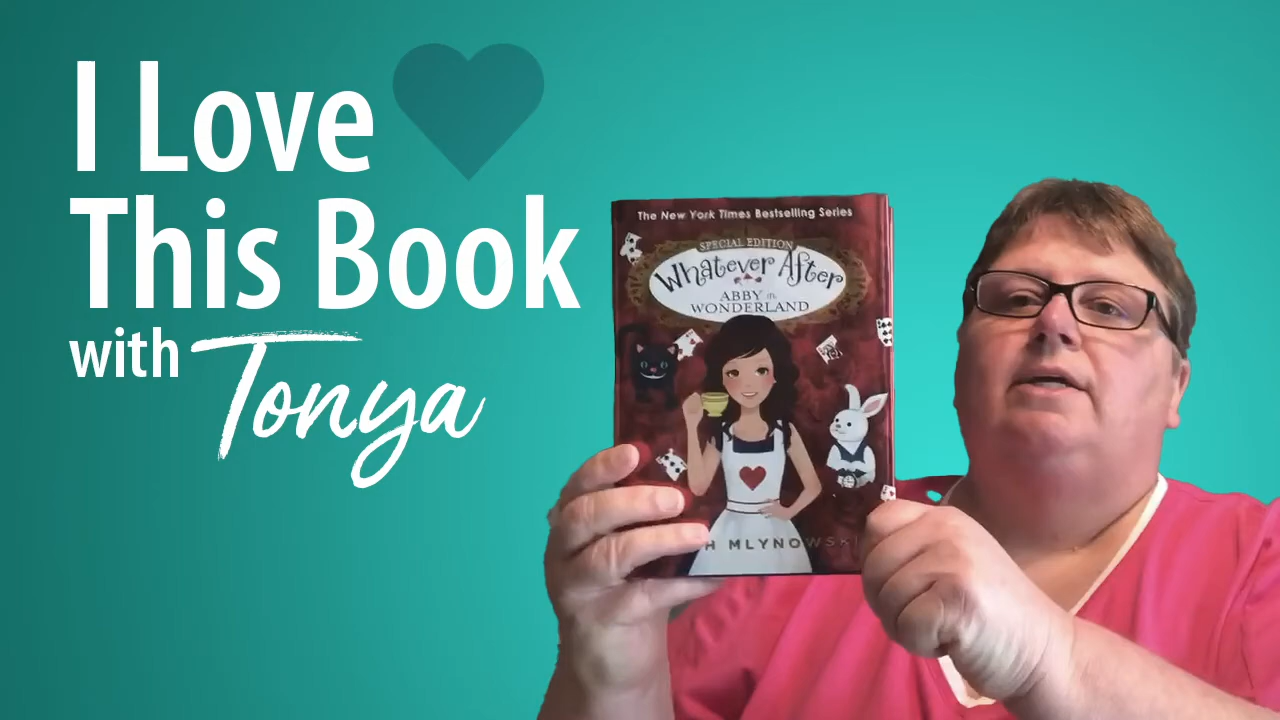 I Love
This Book
with Tonya
The New York Times Bestselling Series
SPECIAL EDITION
Whatever After
ABBY in
WONDERLAND
H MLYNOWSKI